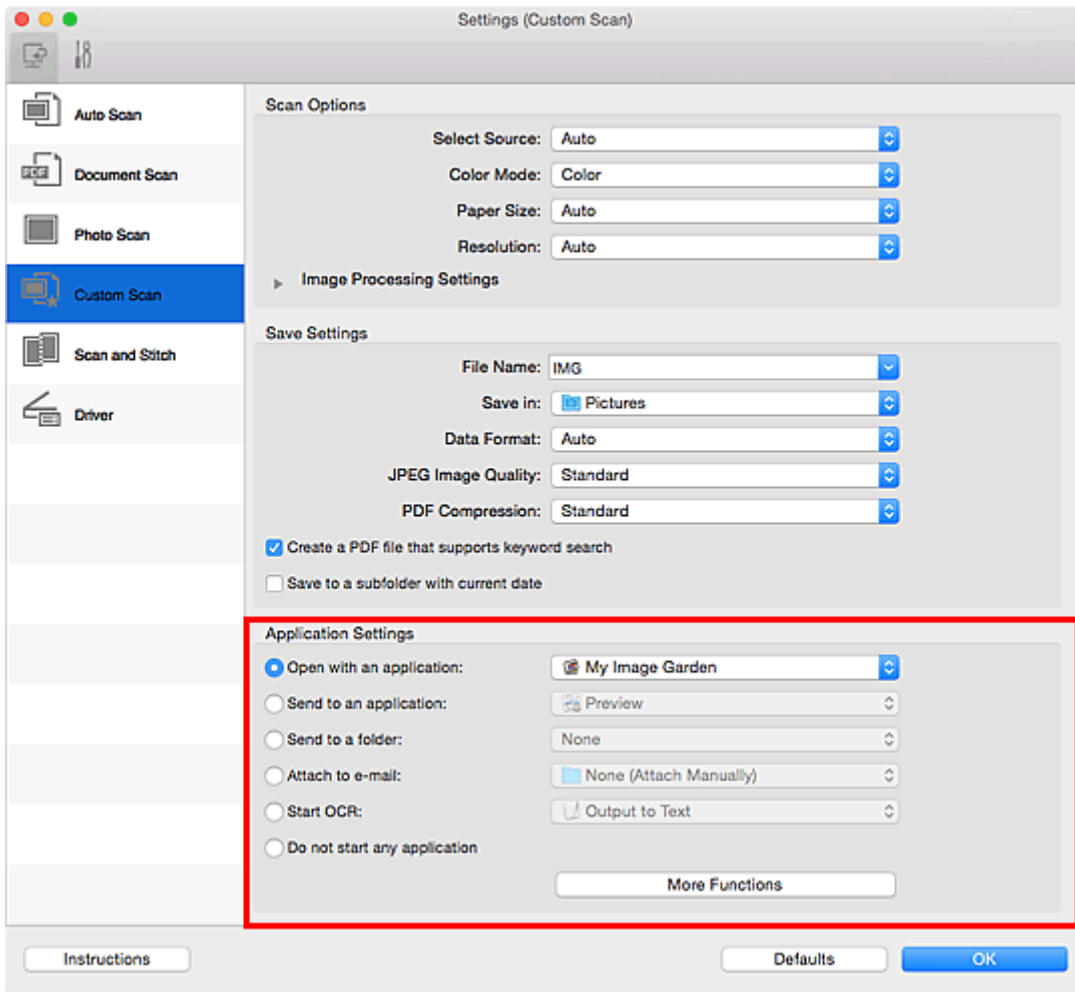 Settings (Custom Scan)
Auto Scan
PDF
Document Scan
Photo Scan
Custom Scan
Scan and Stitch
Driver
Scan Options
Select Source: Auto
Color Mode: Color
Paper Size: Auto
Resolution: Auto
Image Processing Settings
Save Settings
File Name: IMG
Save in: Pictures
Data Format: Auto
JPEG Image Quality: Standard
PDF Compression: Standard
Create a PDF file that supports keyword search
Save to a subfolder with current date
Application Settings
Open with an application: My Image Garden
Send to an application: Preview
Send to a folder: None
Attach to e-mail: None (Attach Manually)
Start OCR: Output to Text
Do not start any application
More Functions
Instructions Defaults OK